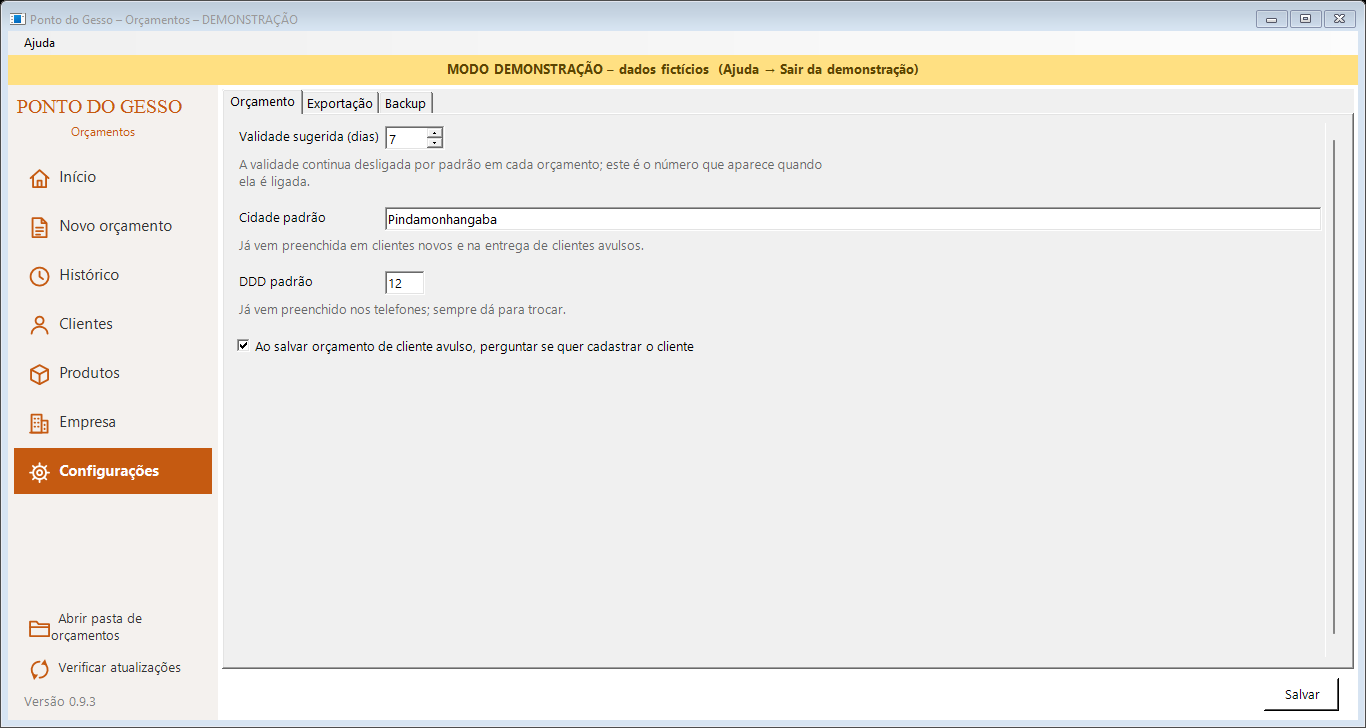 Ponto do Gesso – Orçamentos – DEMONSTRAÇÃO
Ajuda
MODO DEMONSTRAÇÃO – dados fictícios (Ajuda → Sair da demonstração)
PONTO DO GESSO
Orçamentos
Início
Novo orçamento
Histórico
Clientes
Produtos
Empresa
Configurações
Abrir pasta de
orçamentos
Verificar atualizações
Versão 0.9.3
Orçamento Exportação Backup
Validade sugerida (dias) 7
A validade continua desligada por padrão em cada orçamento; este é o número que aparece quando
ela é ligada.
Cidade padrão Pindamonhangaba
Já vem preenchida em clientes novos e na entrega de clientes avulsos.
DDD padrão 12
Já vem preenchido nos telefones; sempre dá para trocar.
Ao salvar orçamento de cliente avulso, perguntar se quer cadastrar o cliente
Salvar